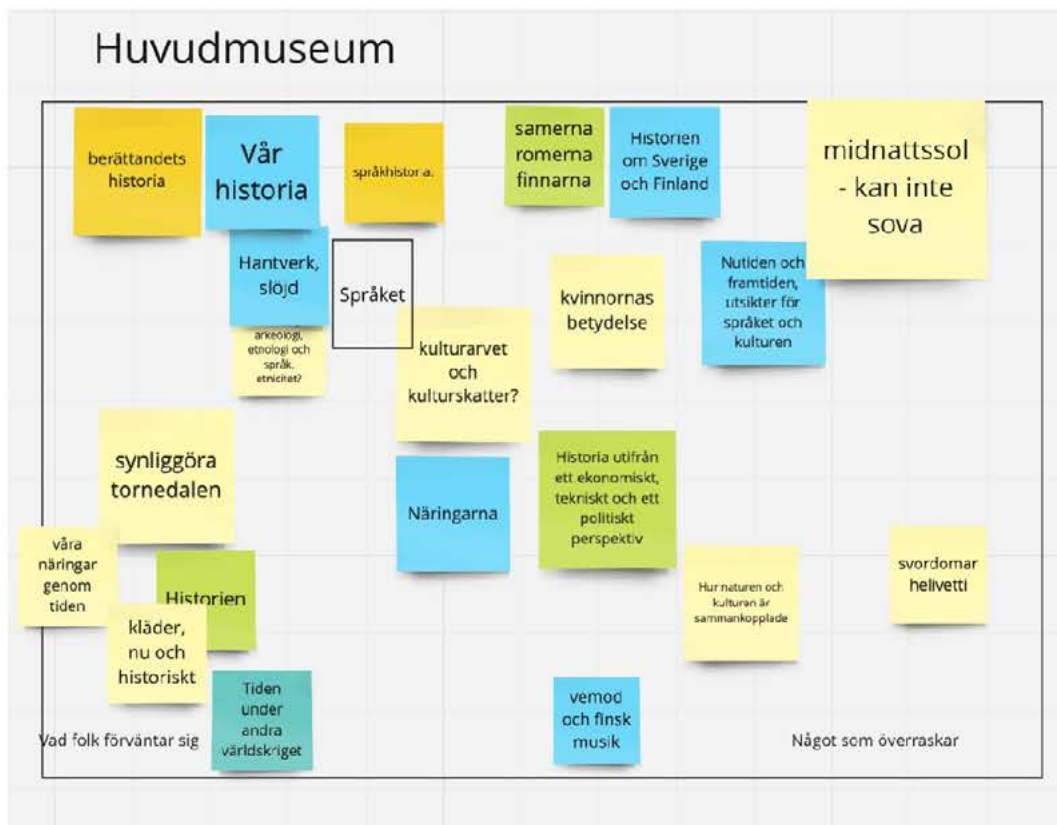 Huvudmuseum
berättandets
historia
Vår
historia
språkhistoria.
samerna
romerna
finnarna
Historien
om Sverige
och Finland
midnattssol
- kan inte
sova
Hantverk,
slöjd
Språket
arkeologi,
etnologi och
språk.
etnicitet?
kulturarvet
och
kulturskatter?
kvinnornas
betydelse
Nutiden och
framtiden,
utsikter för
språket och
kulturen
synliggöra
tornedalen
Näringarna
Historia utifrån
ett ekonomiskt,
tekniskt och ett
politiskt
perspektiv
våra
näringar
genom
tiden
Historien
kläder,
nu och
historiskt
Hur naturen och
kulturen är
sammankopplade
svordomar
helivetti
Tiden
under
andra
världskriget
vemod
och finsk
musik
Vad folk förväntar sig
Något som överraskar